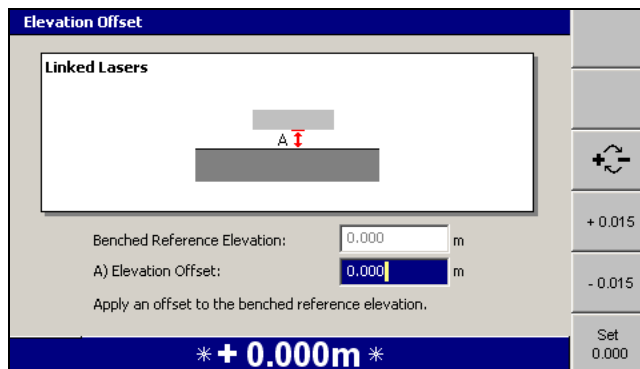 Elevation Offset
Linked Lasers
A
Benched Reference Elevation: 0.000 m
A) Elevation Offset: 0.000 m
Apply an offset to the benched reference elevation.
* + 0.000m *
+ -
+ 0.015
- 0.015
Set
0.000